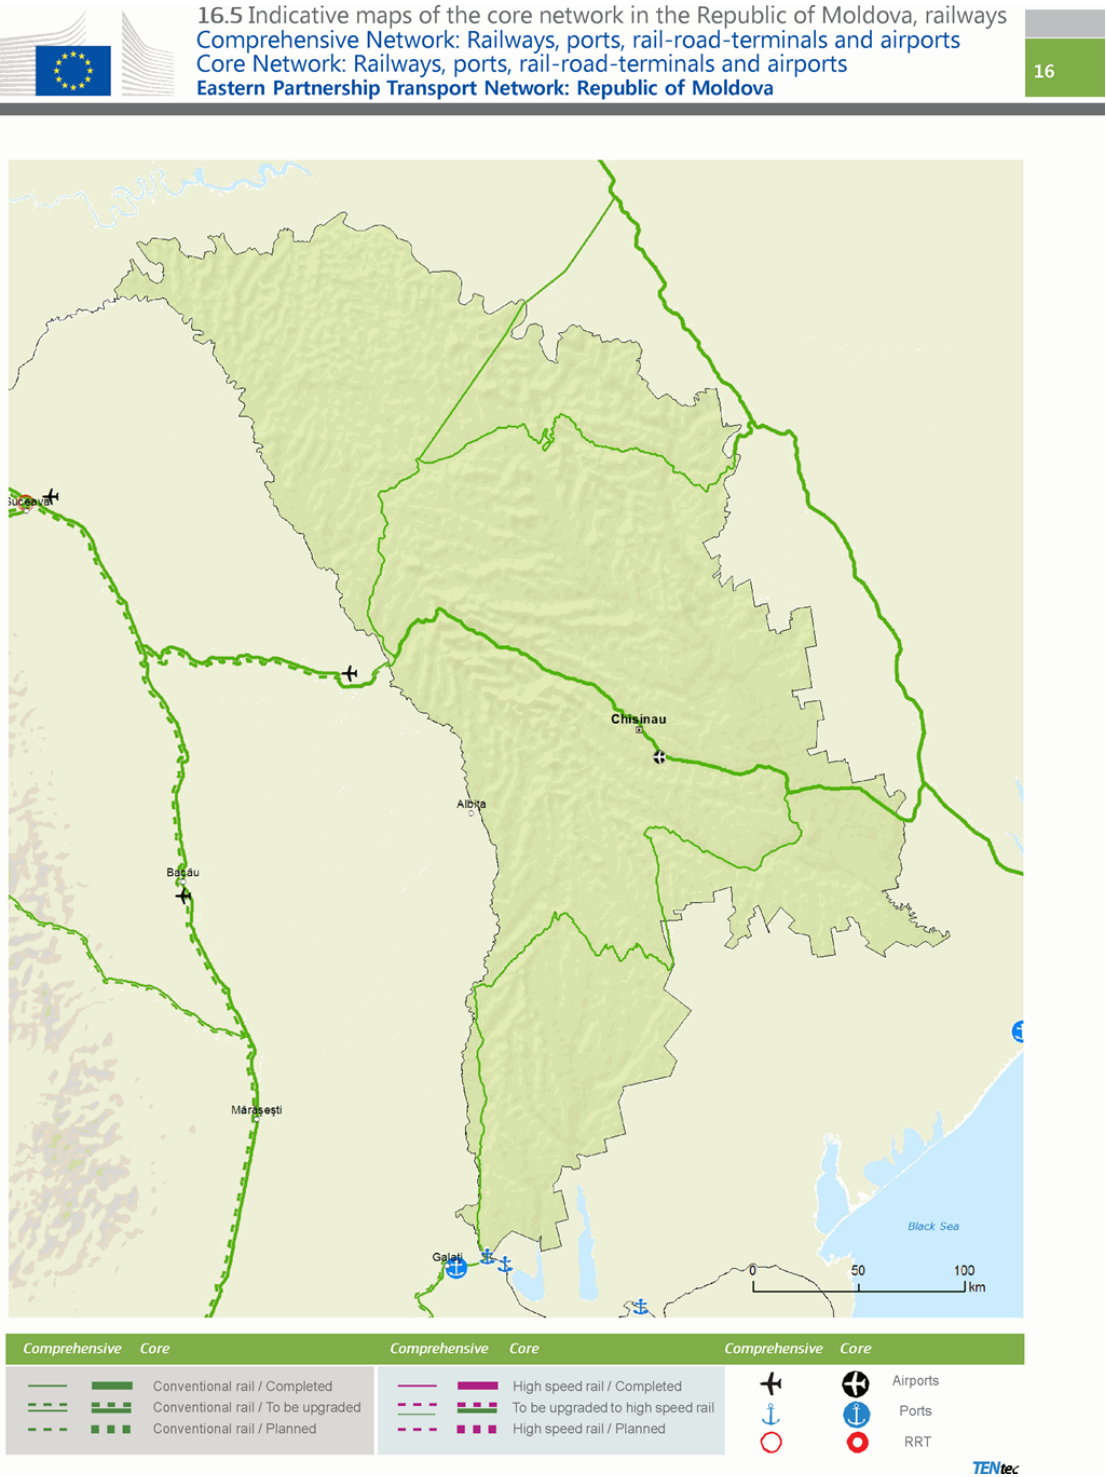 16.5 Indicative maps of the core network in the Republic of Moldova, railways
Comprehensive Network: Railways, ports, rail-road-terminals and airports
Core Network: Railways, ports, rail-road-terminals and airports
Eastern Partnership Transport Network: Republic of Moldova
16
Suceava
Chisinau
Albița
Bacău
Mărășești
Galați
Black Sea
0 50 100
km
Comprehensive Core
Conventional rail / Completed
Conventional rail / To be upgraded
Conventional rail / Planned
Comprehensive Core
High speed rail / Completed
To be upgraded to high speed rail
High speed rail / Planned
Comprehensive Core
Airports
Ports
RRT
TENtec